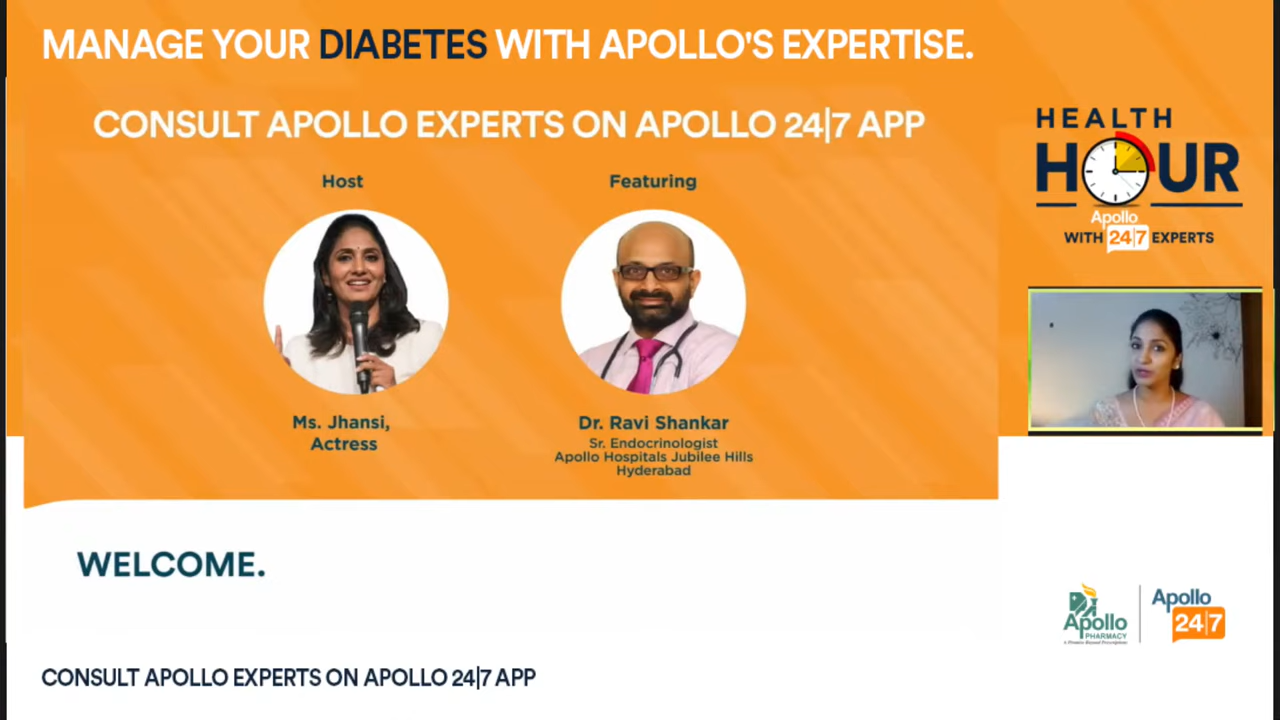 MANAGE YOUR DIABETES WITH APOLLO'S EXPERTISE.
CONSULT APOLLO EXPERTS ON APOLLO 24|7 APP
Host
Featuring
Ms. Jhansi,
Actress
Dr. Ravi Shankar
Sr. Endocrinologist
Apollo Hospitals Jubilee Hills
Hyderabad
HEALTH
HOUR
Apollo
WITH 24|7 EXPERTS
WELCOME.
Apollo
PHARMACY
Apollo
24|7
CONSULT APOLLO EXPERTS ON APOLLO 24|7 APP